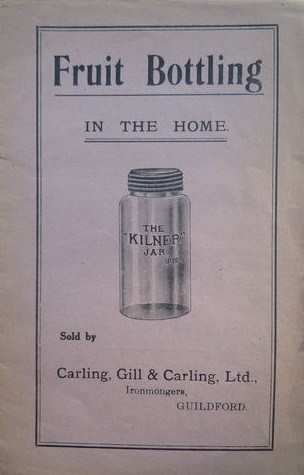 Fruit Bottling
IN THE HOME.
THE
"KILNER"
JAR
Sold by
Carling, Gill & Carling, Ltd.,
Ironmongers,
GUILDFORD.